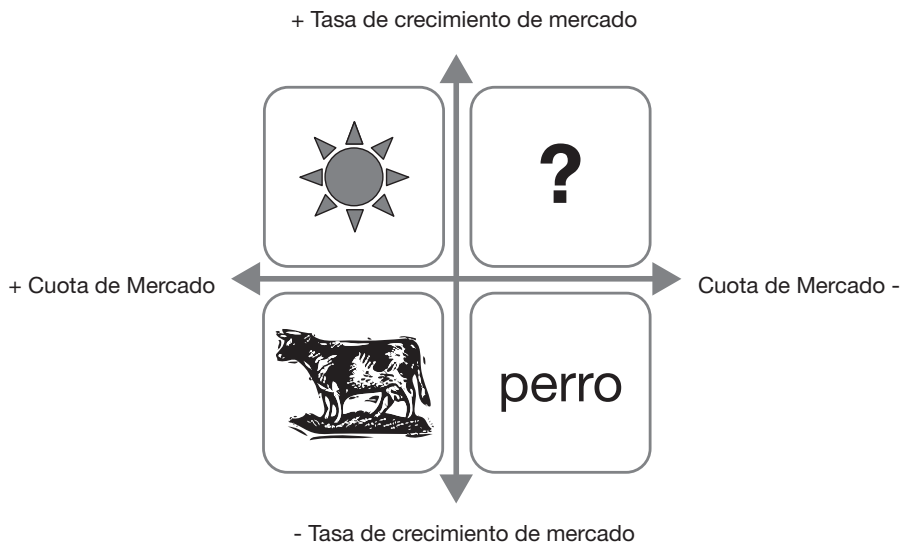 + Tasa de crecimiento de mercado
?
+ Cuota de Mercado
Cuota de Mercado -
perro
- Tasa de crecimiento de mercado